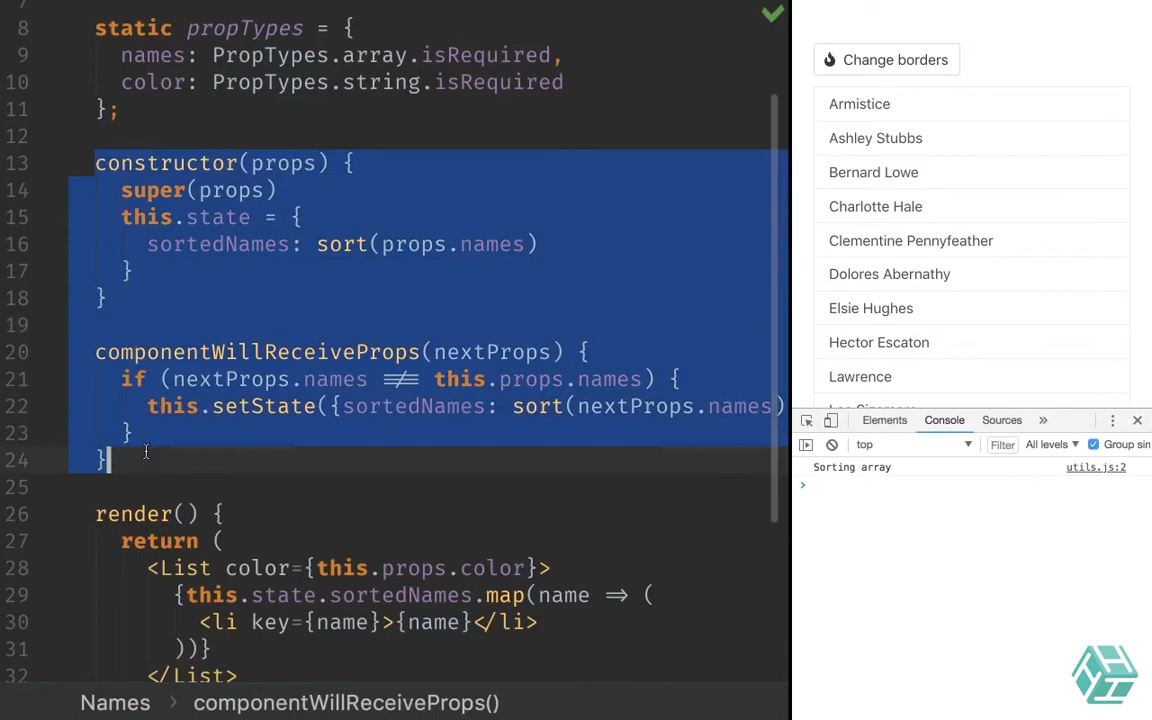 7
8 static propTypes = {
9 names: PropTypes.array.isRequired,
10 color: PropTypes.string.isRequired
11 };
12
13 constructor(props) {
14 super(props)
15 this.state = {
16 sortedNames: sort(props.names)
17 }
18 }
19
20 componentWillReceiveProps(nextProps) {
21 if (nextProps.names !== this.props.names) {
22 this.setState({sortedNames: sort(nextProps.names)
23 }
24 }
25
26 render() {
27 return (
28 <List color={this.props.color}>
29 {this.state.sortedNames.map(name => (
30 <li key={name}>{name}</li>
31 ))}
32 </List>
Names > componentWillReceiveProps()
Change borders
Armistice
Ashley Stubbs
Bernard Lowe
Charlotte Hale
Clementine Pennyfeather
Dolores Abernathy
Elsie Hughes
Hector Escaton
Lawrence
Elements Console Sources »
top Filter All levels Group sin
Sorting array utils.js:2